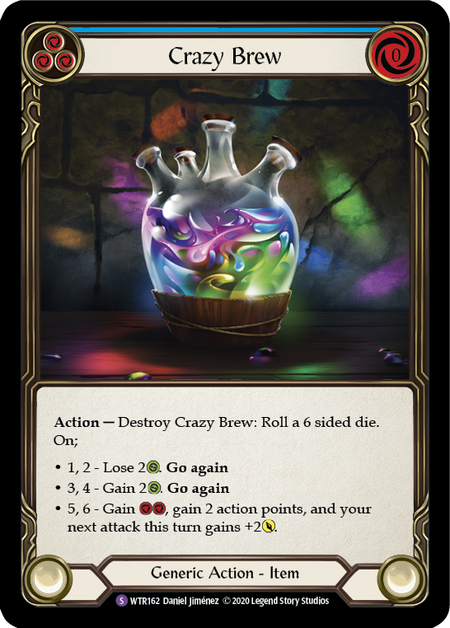 Crazy Brew
0
Action — Destroy Crazy Brew: Roll a 6 sided die.
On;
• 1, 2 - Lose 2. Go again
• 3, 4 - Gain 2. Go again
• 5, 6 - Gain , gain 2 action points, and your
next attack this turn gains +2.
Generic Action - Item
S WTR162 Daniel Jiménez © 2020 Legend Story Studios